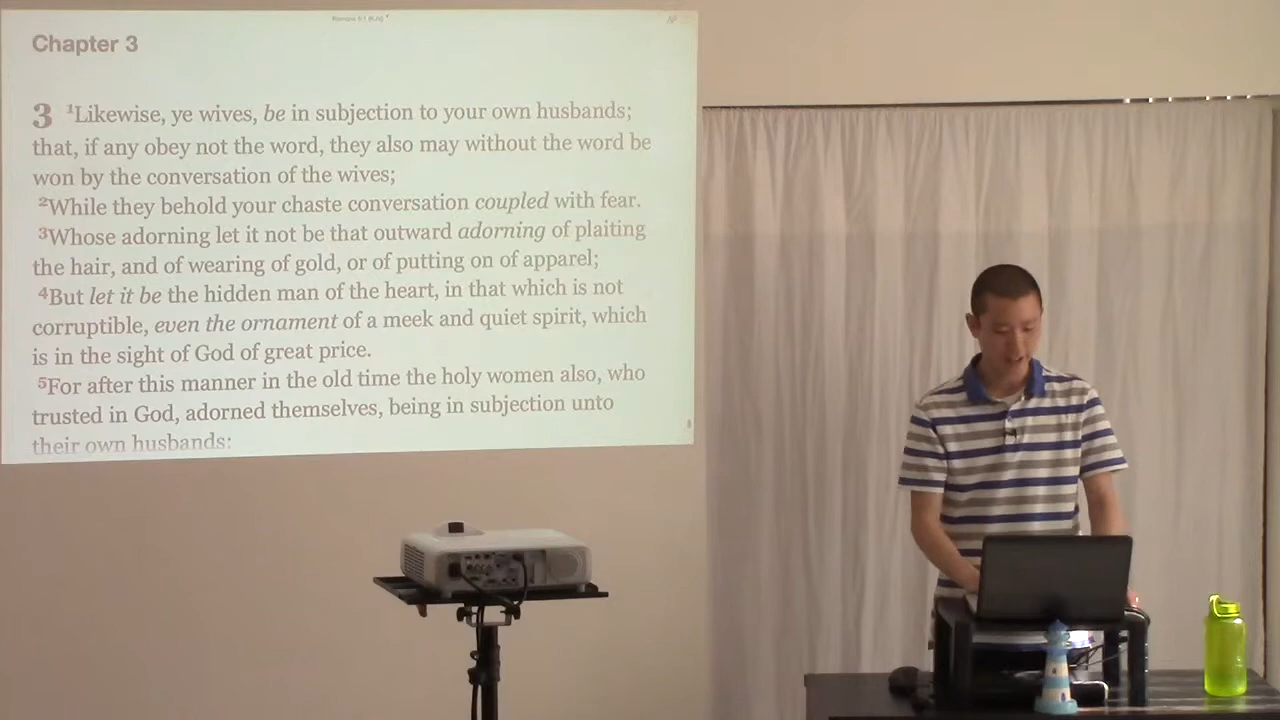 Chapter 3
3 1Likewise, ye wives, be in subjection to your own husbands;
that, if any obey not the word, they also may without the word be
won by the conversation of the wives;
2While they behold your chaste conversation coupled with fear.
3Whose adorning let it not be that outward adorning of plaiting
the hair, and of wearing of gold, or of putting on of apparel;
4But let it be the hidden man of the heart, in that which is not
corruptible, even the ornament of a meek and quiet spirit, which
is in the sight of God of great price.
5For after this manner in the old time the holy women also, who
trusted in God, adorned themselves, being in subjection unto
their own husbands: